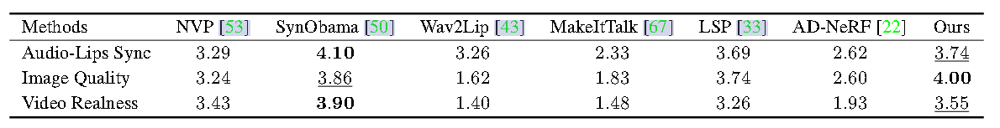 Methods NVP [53] SynObama [50] Wav2Lip [43] MakeItTalk [67] LSP [33] AD-NeRF [22] Ours
Audio-Lips Sync 3.29 4.10 3.26 2.33 3.69 2.62 3.74
Image Quality 3.24 3.86 1.62 1.83 3.74 2.60 4.00
Video Realness 3.43 3.90 1.40 1.48 3.26 1.93 3.55